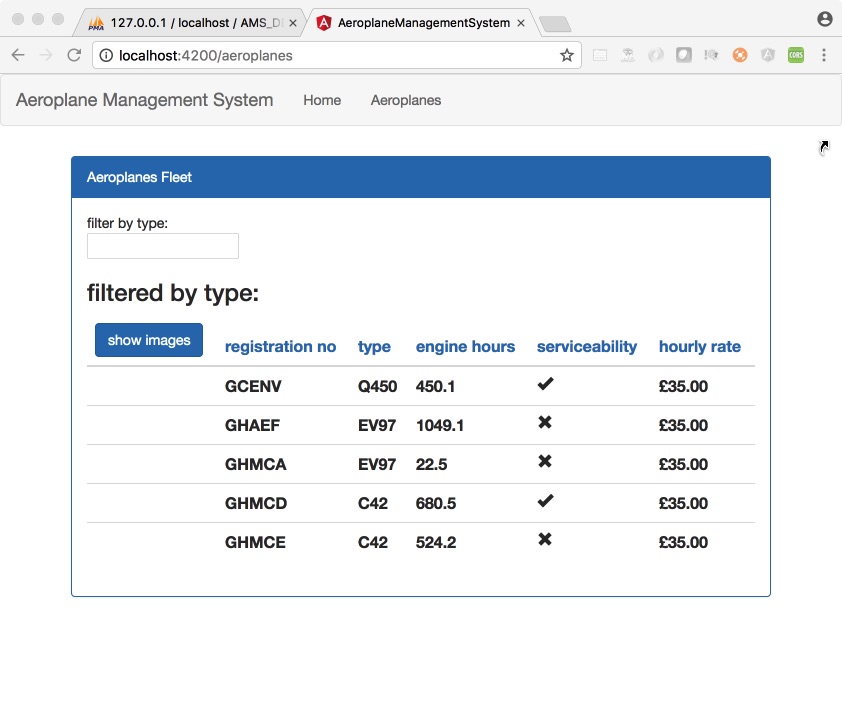 127.0.0.1 / localhost / AMS_D
AeroplaneManagementSystem
localhost:4200/aeroplanes
CORS
Aeroplane Management System Home Aeroplanes
Aeroplanes Fleet
filter by type:
filtered by type:
show images registration no type engine hours serviceability hourly rate
GCENV Q450 450.1 £35.00
GHAEF EV97 1049.1 £35.00
GHMCA EV97 22.5 £35.00
GHMCD C42 680.5 £35.00
GHMCE C42 524.2 £35.00